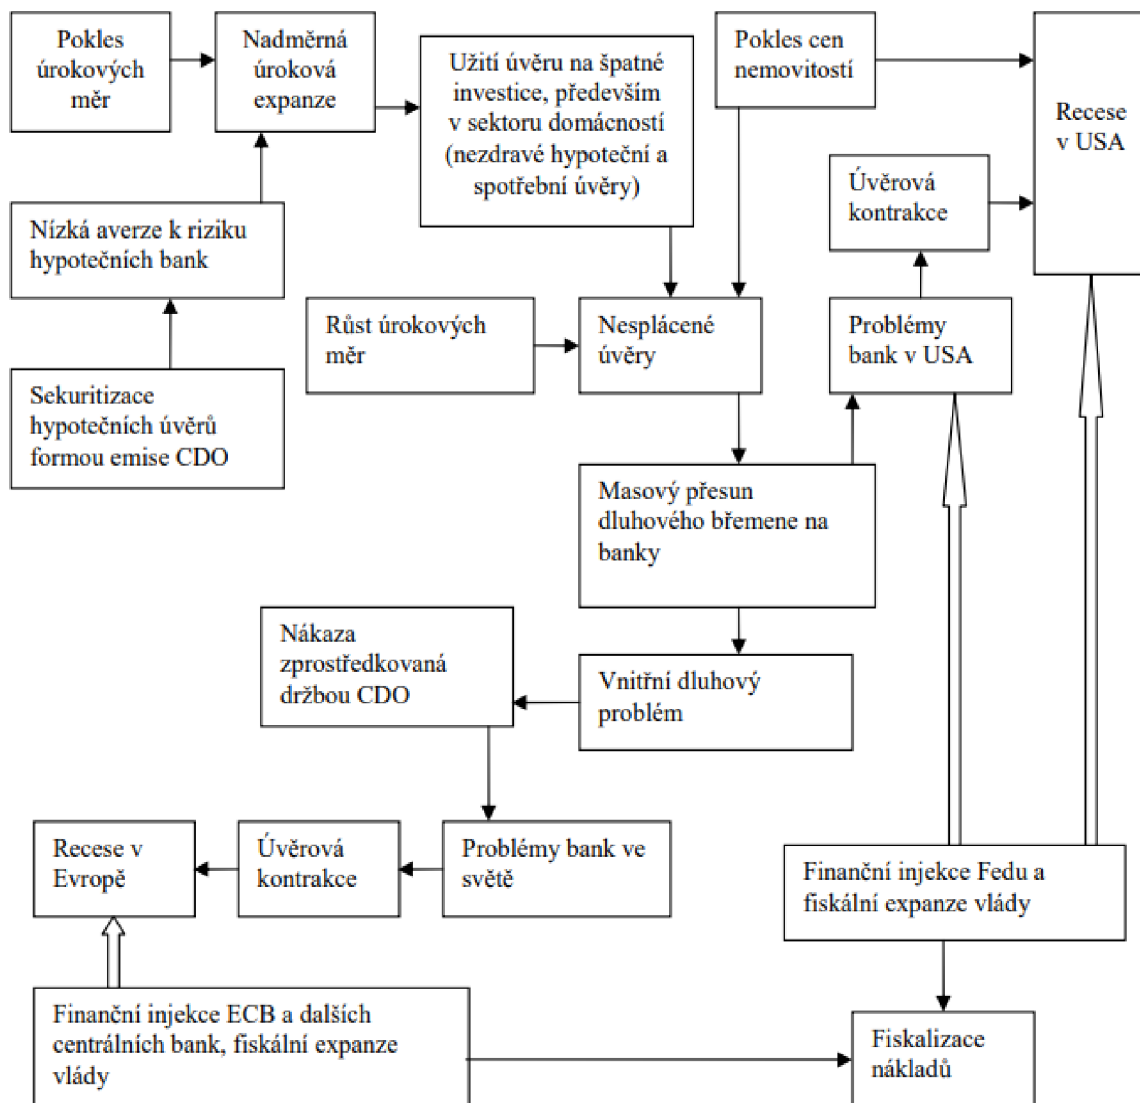 Pokles
úrokových
měr
Nadměrná
úroková
expanze
Užití úvěru na špatné
investice, především
v sektoru domácností
(nezdravé hypoteční a
spotřební úvěry)
Pokles cen
nemovitostí
Recese
v USA
Úvěrová
kontrakce
Nízká averze k riziku
hypotečních bank
Růst úrokových
měr
Nesplácené
úvěry
Problémy
bank v USA
Sekuritizace
hypotečních úvěrů
formou emise CDO
Masový přesun
dluhového břemene na
banky
Nákaza
zprostředkovaná
držbou CDO
Vnitřní dluhový
problém
Recese v
Evropě
Úvěrová
kontrakce
Problémy bank ve
světě
Finanční injekce Fedu a
fiskální expanze vlády
Finanční injekce ECB a dalších
centrálních bank, fiskální expanze
vlády
Fiskalizace
nákladů